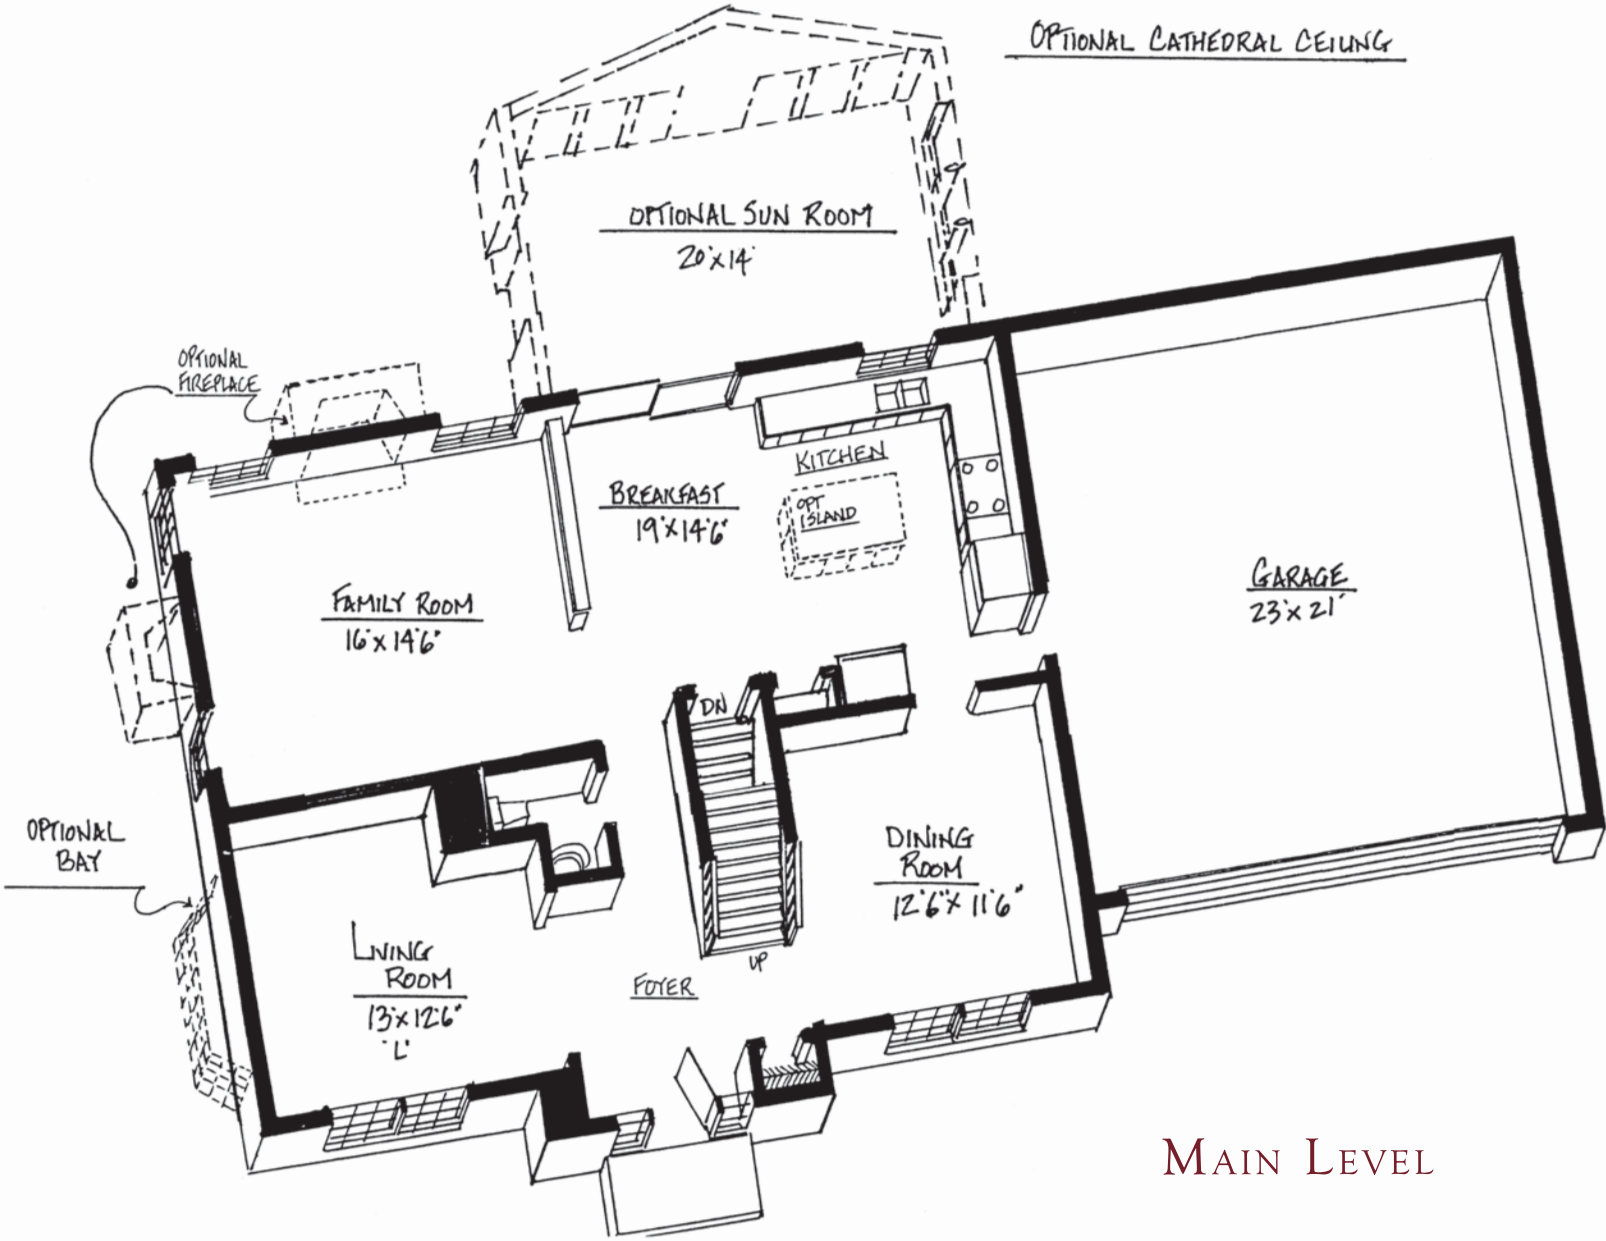 OPTIONAL CATHEDRAL CEILING
OPTIONAL SUN ROOM
20'x14'
OPTIONAL
FIREPLACE
KITCHEN
OPT
ISLAND
BREAKFAST
19'x14'6"
FAMILY ROOM
16'x14'6"
GARAGE
23'x21'
DN
OPTIONAL
BAY
DINING
ROOM
12'6"x11'6"
LIVING
ROOM
13'x12'6"
"L"
UP
FOYER
MAIN LEVEL